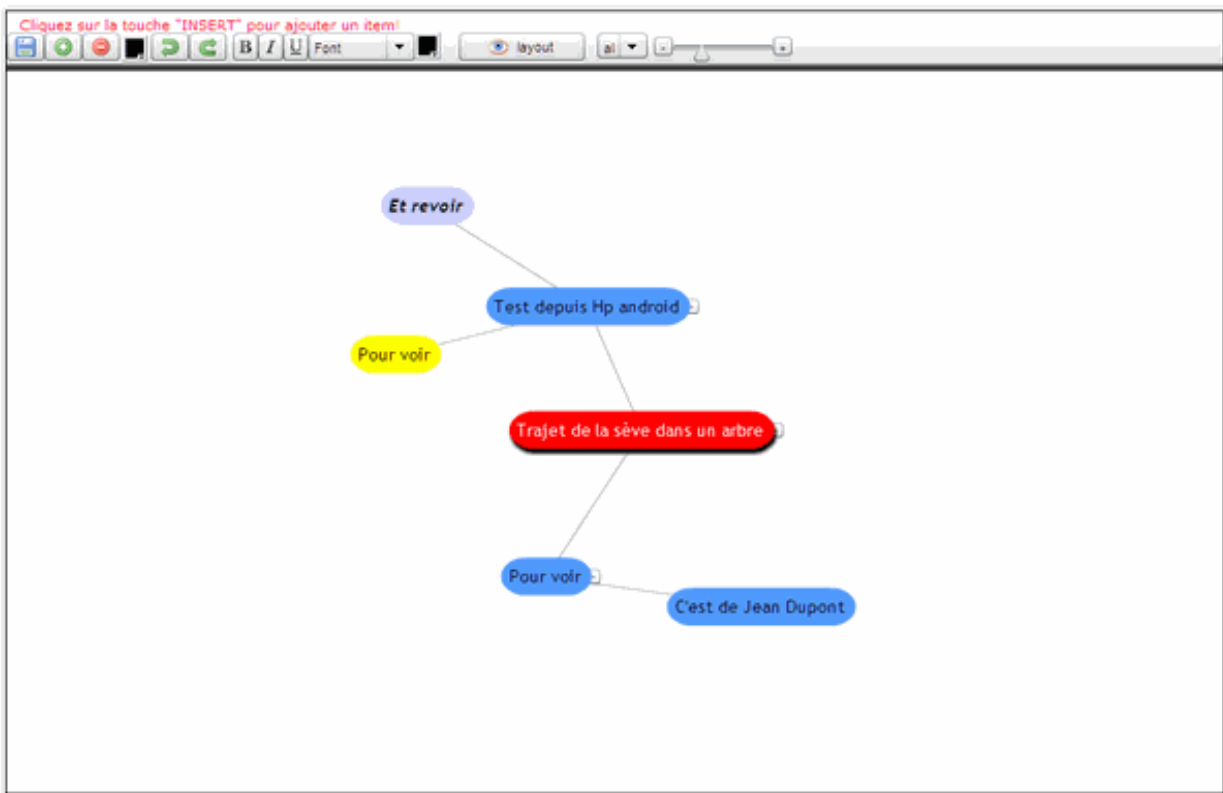 Cliquez sur la touche "INSERT" pour ajouter un item!
B I U Font layout al
Et revoir
Test depuis Hp android
Pour voir
Trajet de la sève dans un arbre
Pour voir
C'est de Jean Dupont